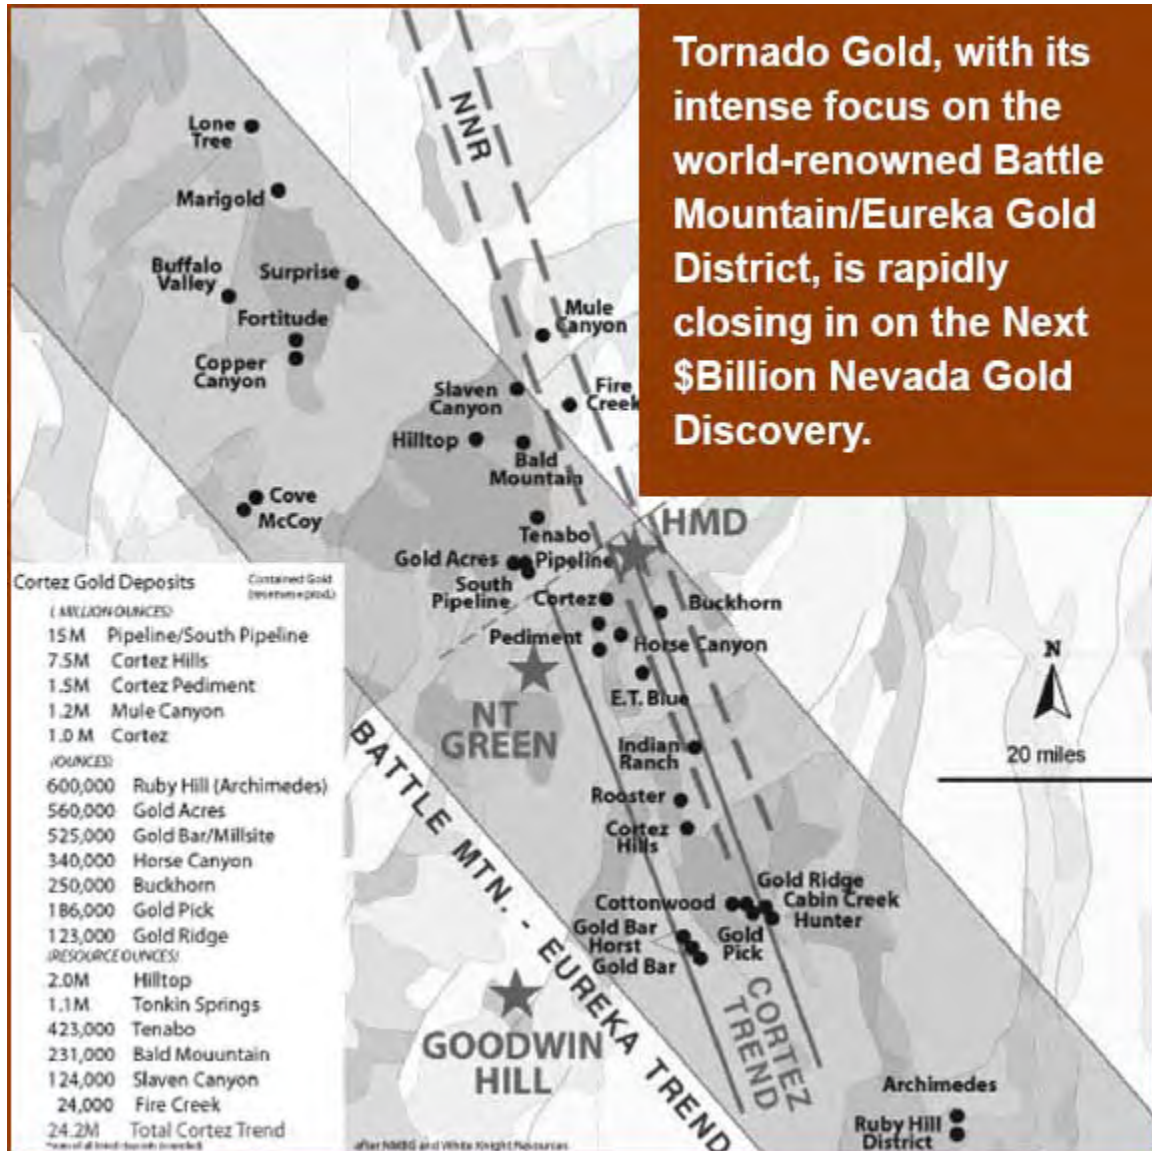 Tornado Gold, with its
intense focus on the
world-renowned Battle
Mountain/Eureka Gold
District, is rapidly
closing in on the Next
$Billion Nevada Gold
Discovery.
NNR
Lone
Tree
Marigold
Buffalo
Valley
Surprise
Fortitude
Copper
Canyon
Mule
Canyon
Slaven
Canyon
Fire
Creek
Hilltop
Bald
Mountain
Cove
McCoy
Tenabo
HMD
Gold Acres
Pipeline
South
Pipeline
Cortez
Buckhorn
Pediment
Horse Canyon
E.T. Blue
NT
GREEN
Indian
Ranch
Rooster
Cortez
Hills
N
20 miles
Gold Ridge
Cottonwood
Cabin Creek
Hunter
Gold Bar
Horst
Gold
Pick
Gold Bar
BATTLE MTN. - EUREKA TREND
CORTEZ
TREND
GOODWIN
HILL
Archimedes
Ruby Hill
District
Cortez Gold Deposits
Contained Gold
(MILLION OUNCES)
15M Pipeline/South Pipeline
7.5M Cortez Hills
1.5M Cortez Pediment
1.2M Mule Canyon
1.0 M Cortez
(OUNCES)
600,000 Ruby Hill (Archimedes)
560,000 Gold Acres
525,000 Gold Bar/Millsite
340,000 Horse Canyon
250,000 Buckhorn
186,000 Gold Pick
123,000 Gold Ridge
(RESOURCE OUNCES)
2.0M Hilltop
1.1M Tonkin Springs
423,000 Tenabo
231,000 Bald Mouuntain
124,000 Slaven Canyon
24,000 Fire Creek
24.2M Total Cortez Trend
after NMBG and White Knight Resources